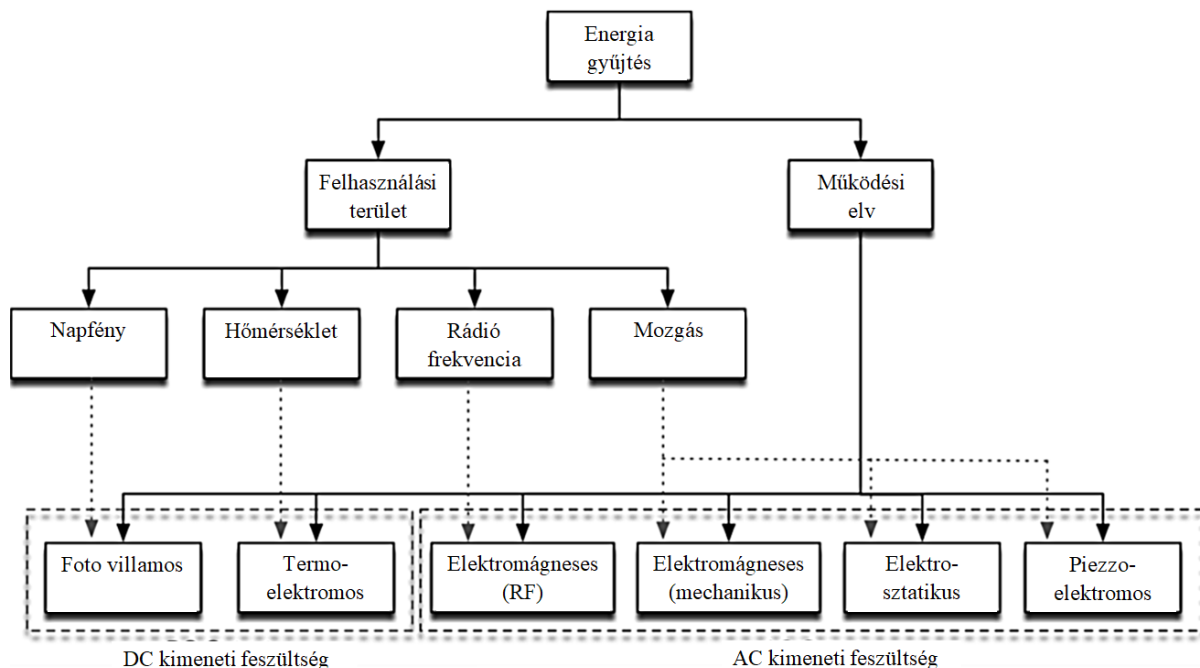 Energia
gyűjtés
Felhasználási
terület
Működési
elv
Napfény
Hőmérséklet
Rádió
frekvencia
Mozgás
Foto villamos
Termo-
elektromos
Elektromágneses
(RF)
Elektromágneses
(mechanikus)
Elektro-
sztatikus
Piezzo-
elektromos
DC kimeneti feszültség
AC kimeneti feszültség